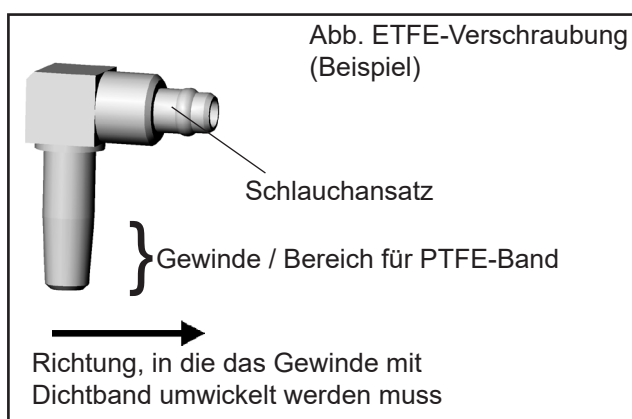 Abb. ETFE-Verschraubung
(Beispiel)
Schlauchansatz
Gewinde / Bereich für PTFE-Band
Richtung, in die das Gewinde mit
Dichtband umwickelt werden muss